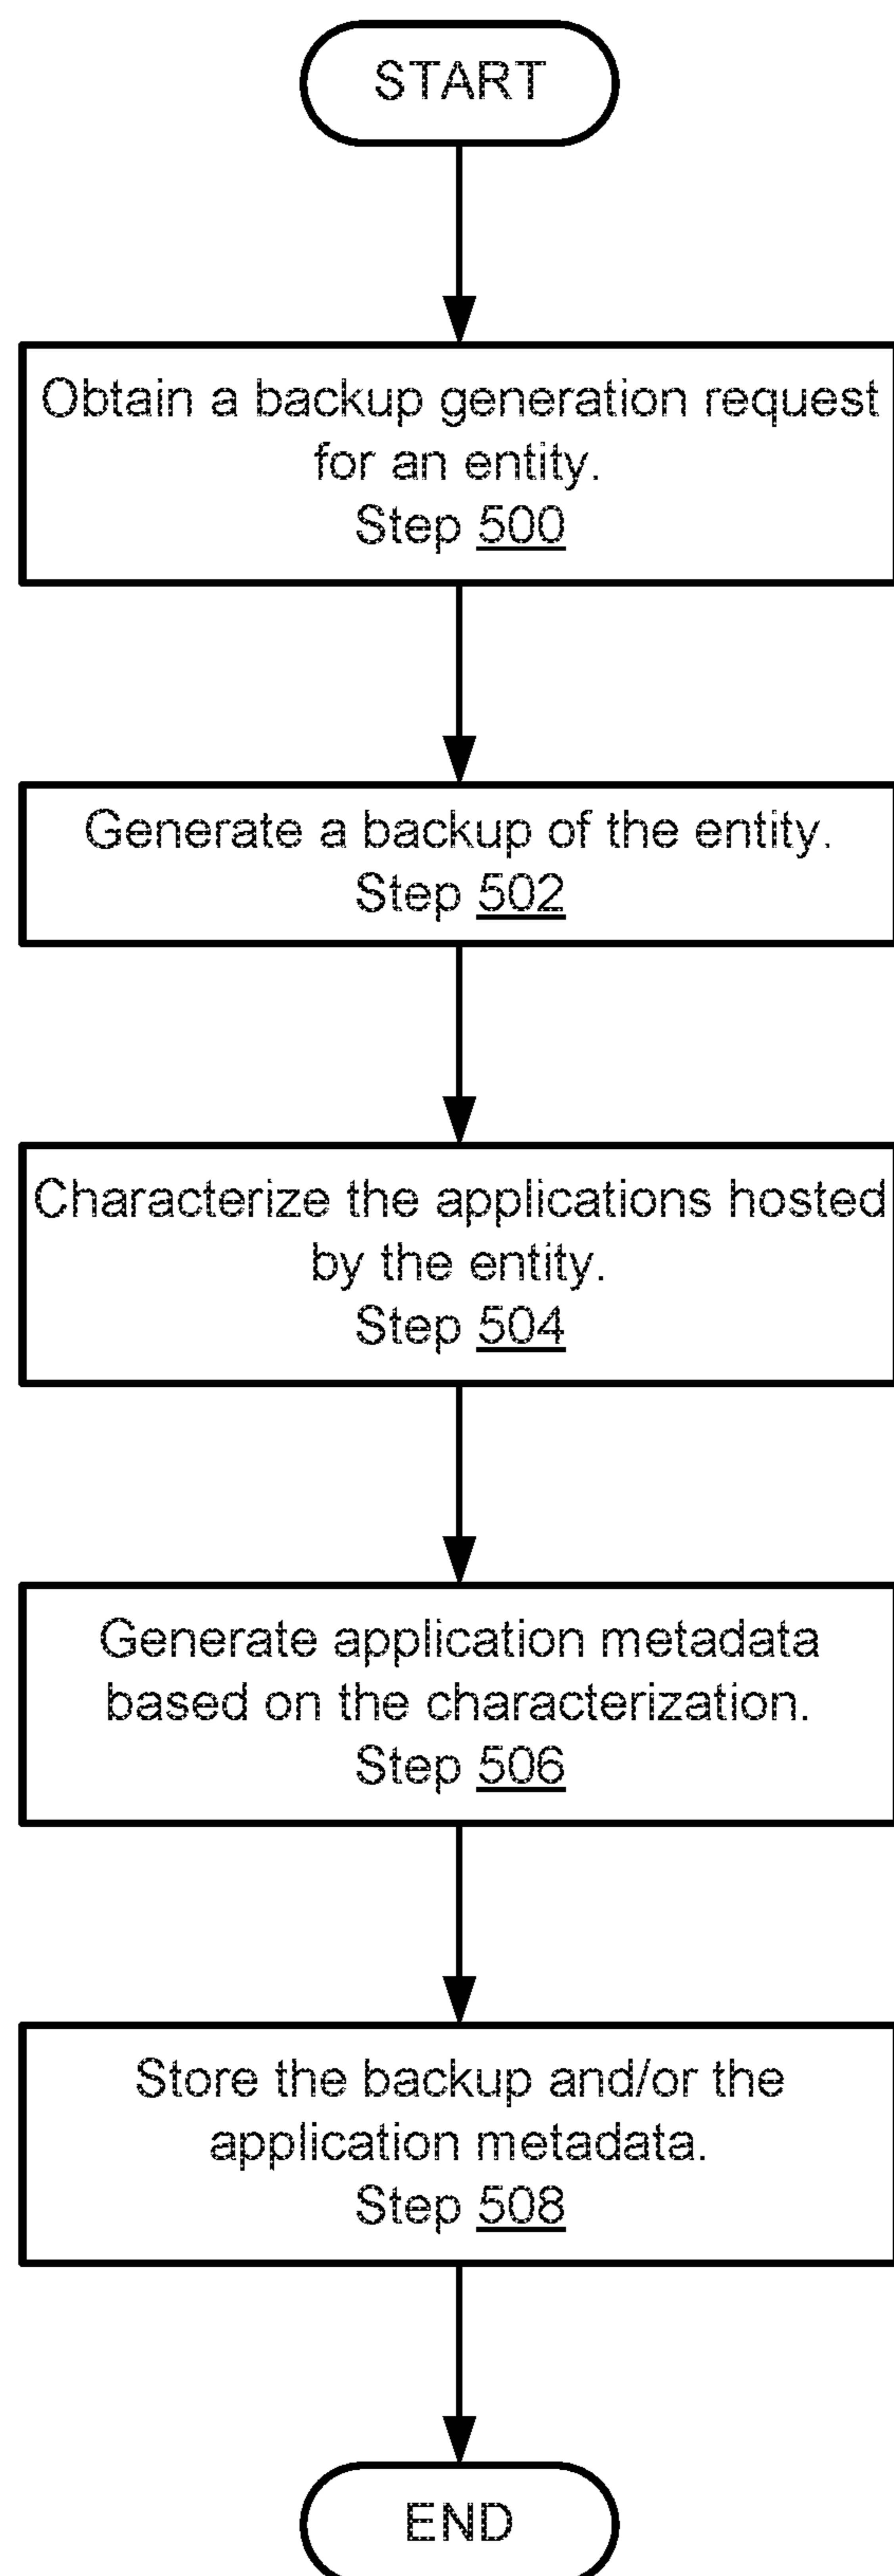 START
Obtain a backup generation request
for an entity.
Step 500
Generate a backup of the entity.
Step 502
Characterize the applications hosted
by the entity.
Step 504
Generate application metadata
based on the characterization.
Step 506
Store the backup and/or the
application metadata.
Step 508
END